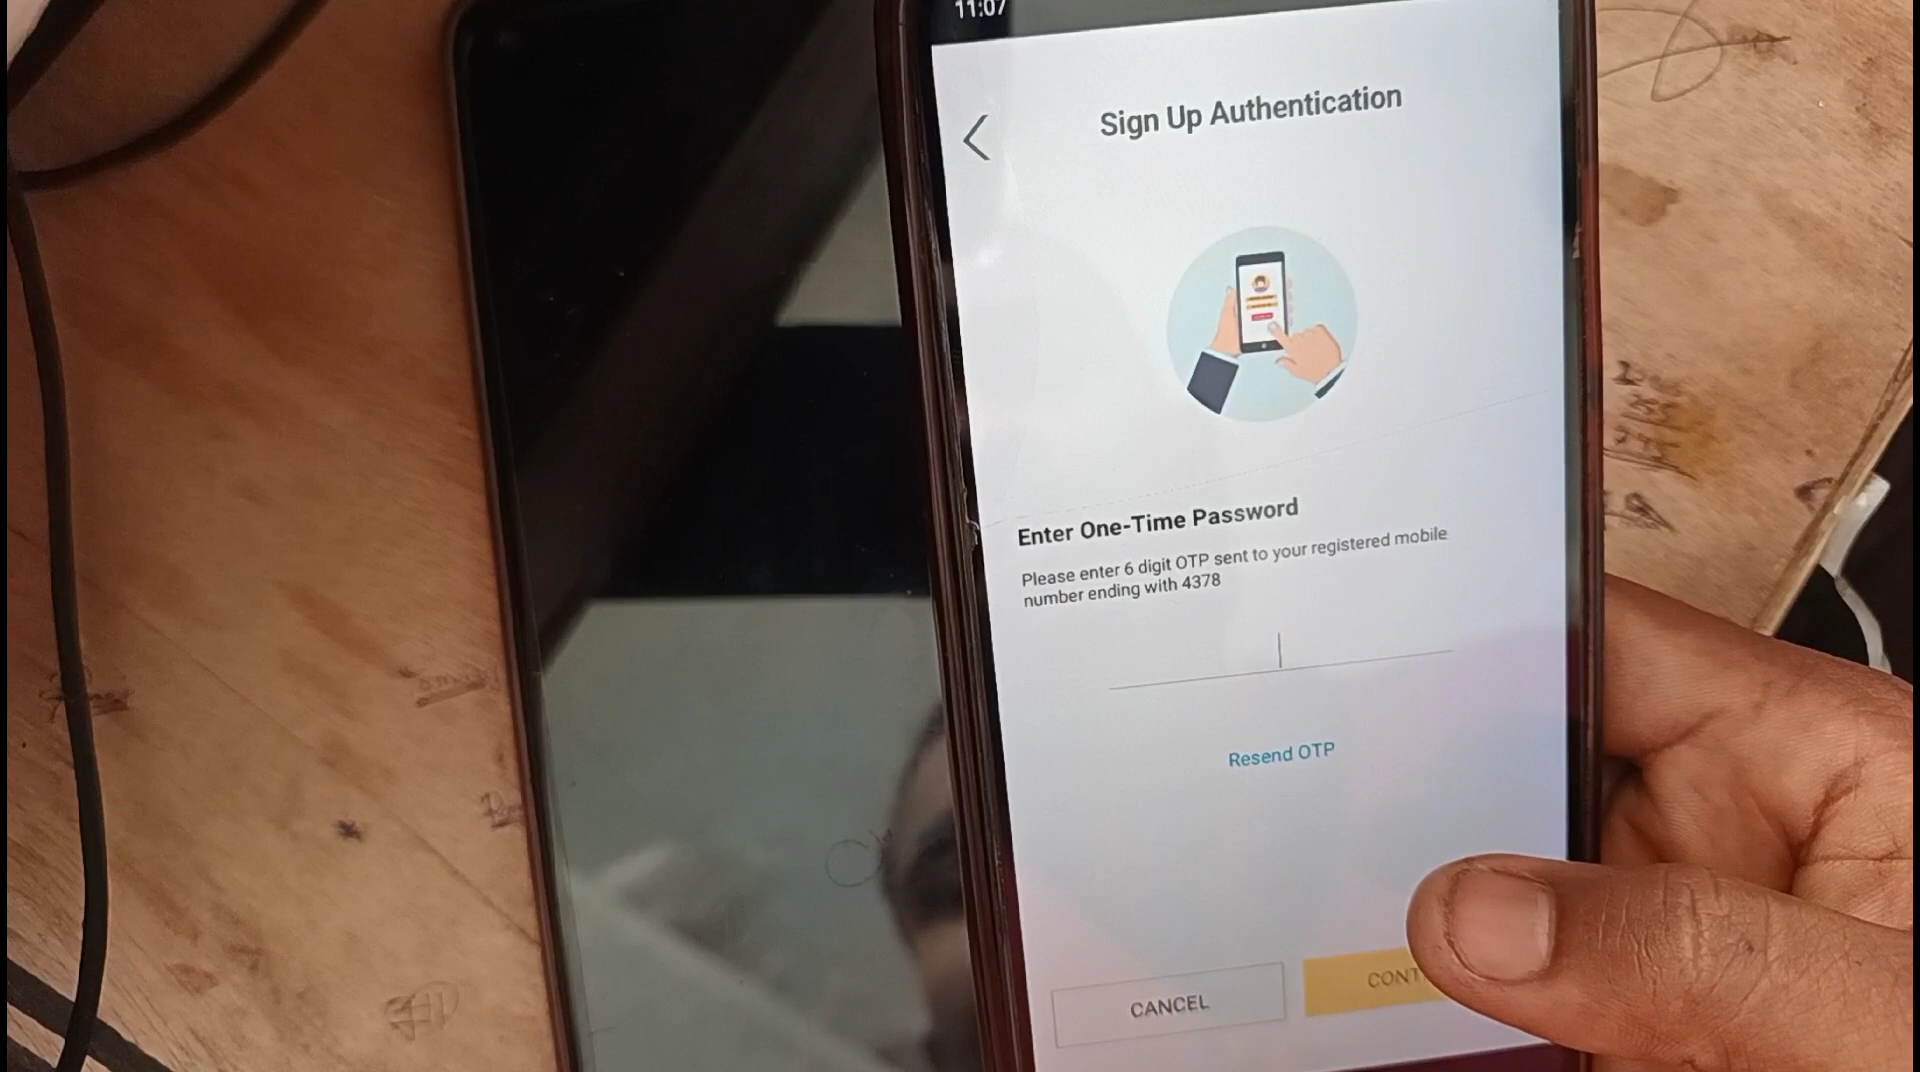 11:07
Sign Up Authentication
Enter One-Time Password
Please enter 6 digit OTP sent to your registered mobile
number ending with 4378
Resend OTP
CANCEL
CONT